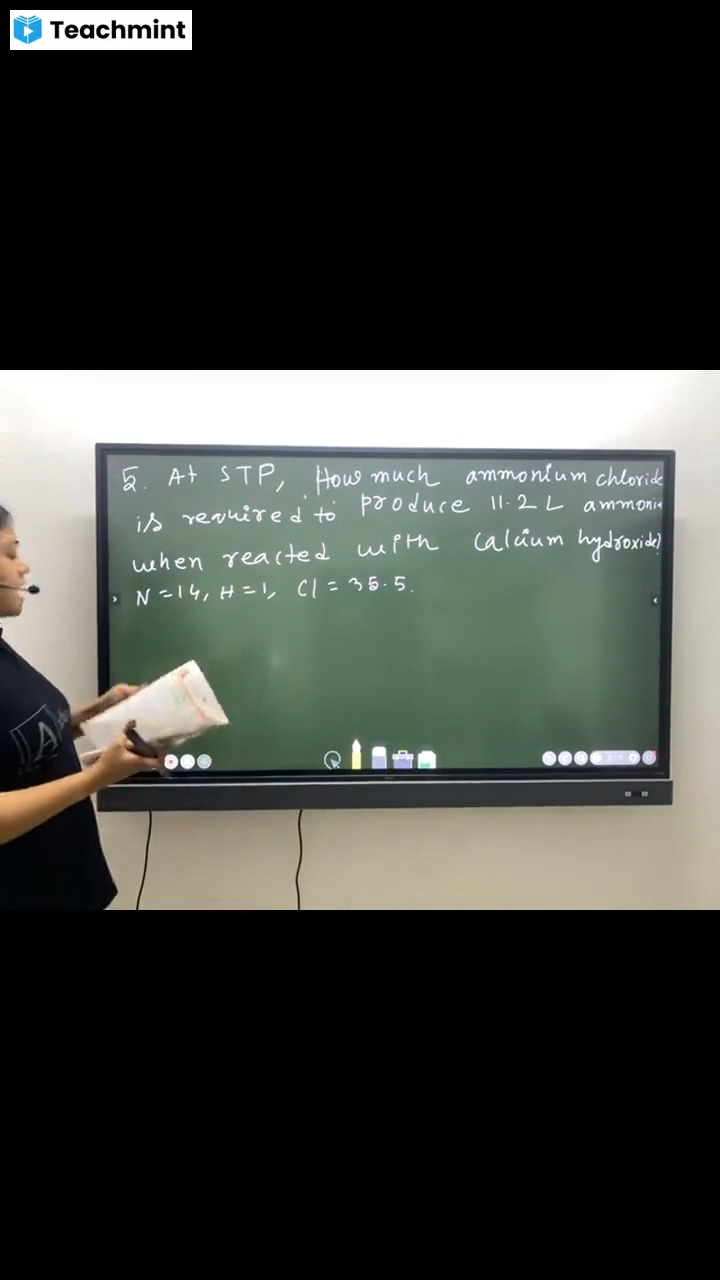 Teachmint
5. At STP, How much ammonium chloride
is required to produce 11.2 L ammonia
when reacted with calcium hydroxide?
N = 14, H = 1, Cl = 35.5.